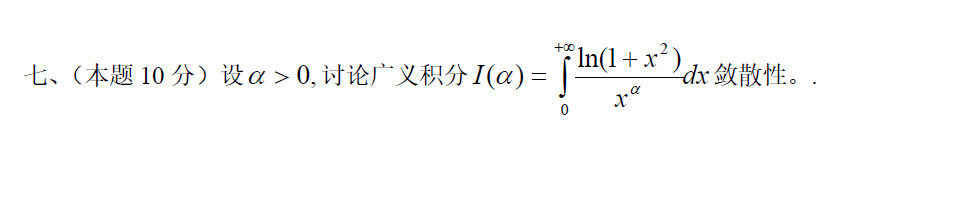 七、（本题 10 分）设 α > 0, 讨论广义积分 I(α) = ∫₀^{+∞} ln(1 + x²)/x^α dx 敛散性。.